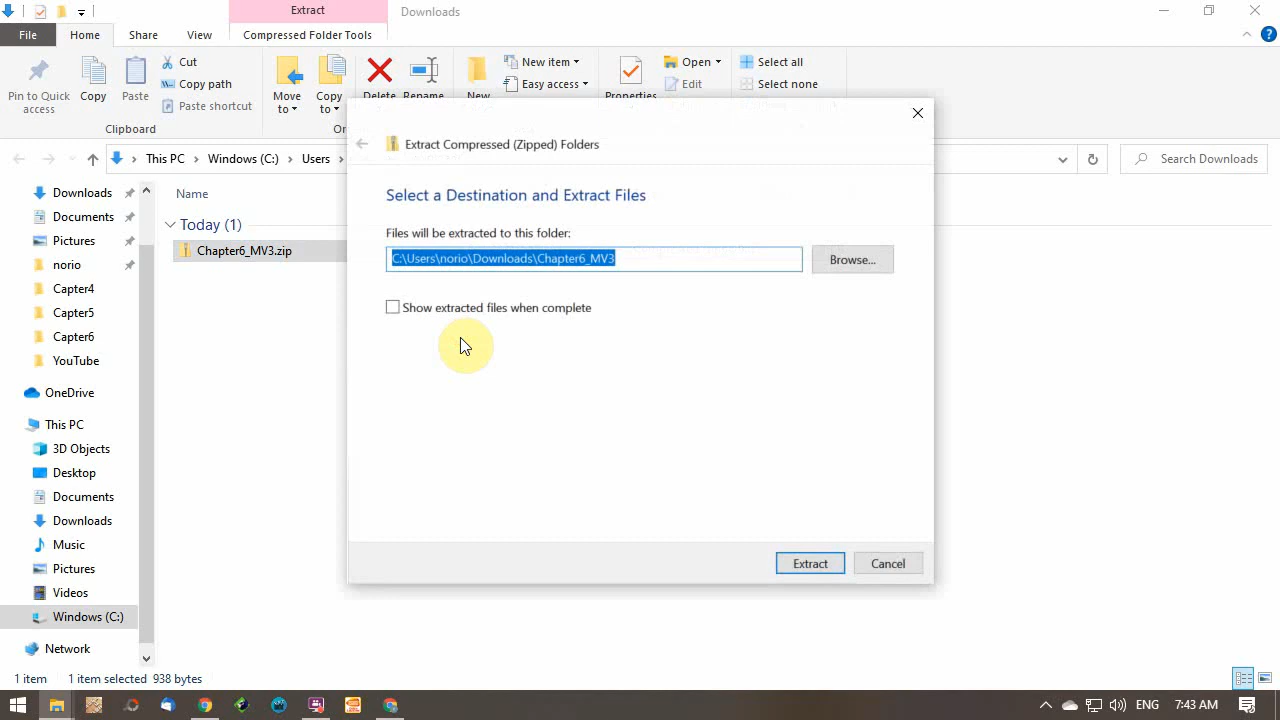 Extract
Downloads
File
Home
Share
View
Compressed Folder Tools
Pin to Quick
access
Copy
Paste
Cut
Copy path
Paste shortcut
Clipboard
Move
to
Copy
to
Delete
Rename
New
New item
Easy access
Properties
Open
Edit
Select all
Select none
This PC
Windows (C:)
Users
Search Downloads
Downloads
Documents
Pictures
norio
Capter4
Capter5
Capter6
YouTube
OneDrive
This PC
3D Objects
Desktop
Documents
Downloads
Music
Pictures
Videos
Windows (C:)
Network
Name
Today (1)
Chapter6_MV3.zip
Extract Compressed (Zipped) Folders
Select a Destination and Extract Files
Files will be extracted to this folder:
C:\Users\norio\Downloads\Chapter6_MV3
Browse...
Show extracted files when complete
Extract
Cancel
1 item
1 item selected 938 bytes
ENG
7:43 AM